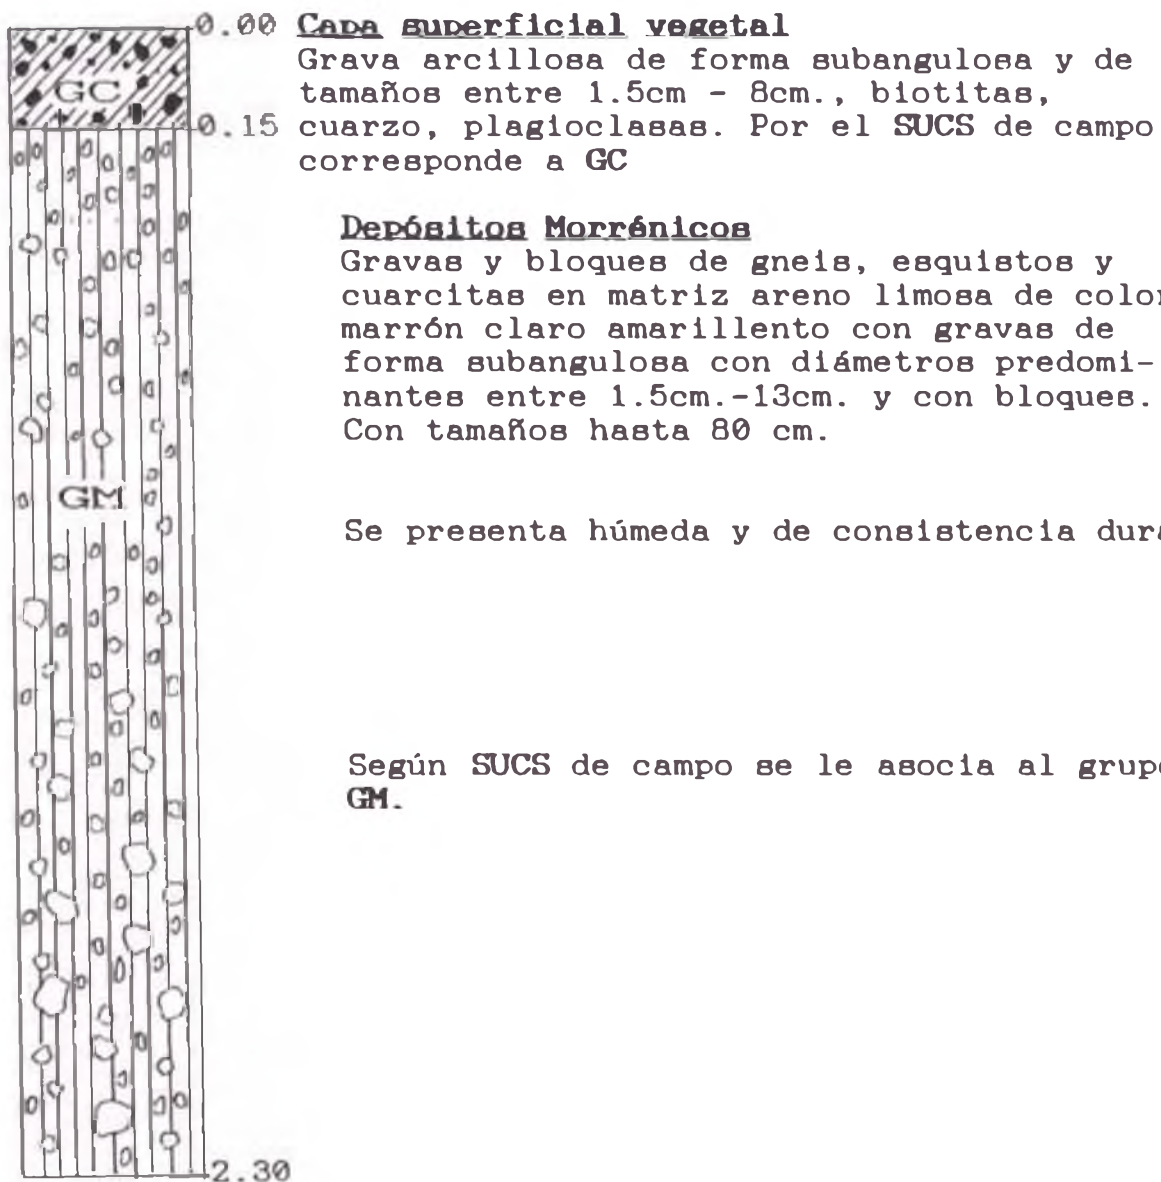 0.00 Capa superficial vegetal
Grava arcillosa de forma subangulosa y de
GC tamaños entre 1.5cm - 8cm., biotitas,
0.15 cuarzo, plagioclasas. Por el SUCS de campo
corresponde a GC
Depósitos Morrénicos
Gravas y bloques de gneis, esquistos y
cuarcitas en matriz areno limosa de color
marrón claro amarillento con gravas de
forma subangulosa con diámetros predomi-
nantes entre 1.5cm.-13cm. y con bloques.
Con tamaños hasta 80 cm.
GM
Se presenta húmeda y de consistencia dura
Según SUCS de campo se le asocia al grupo
GM.
2.30